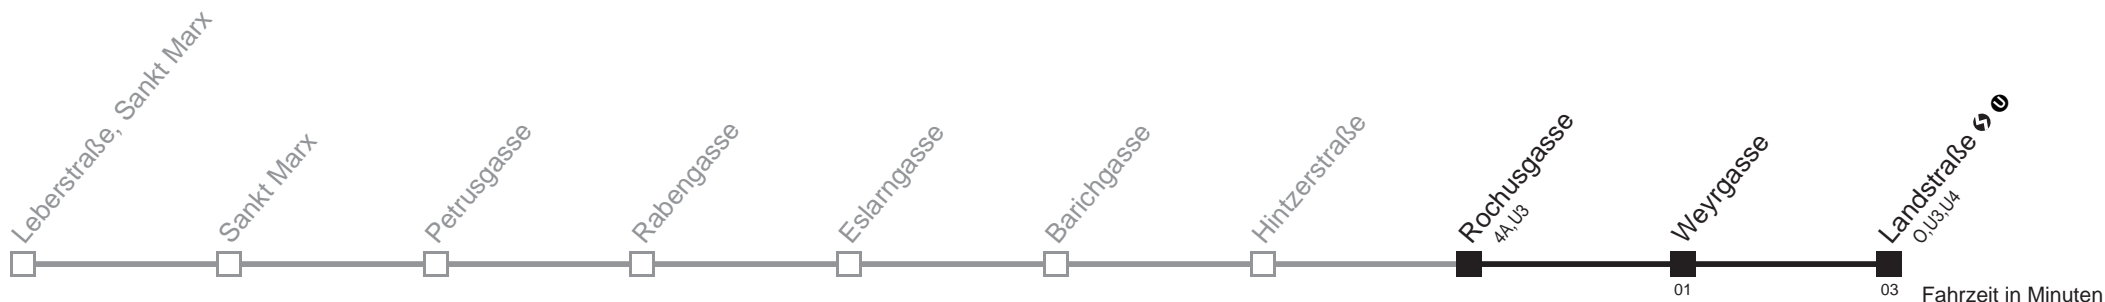 Leberstraße, Sankt Marx
Sankt Marx
Petrusgasse
Rabengasse
Eslarngasse
Barichgasse
Hintzerstraße
Rochusgasse
4A,U3
Weyrgasse
Landstraße U
O,U3,U4
01
03
Fahrzeit in Minuten